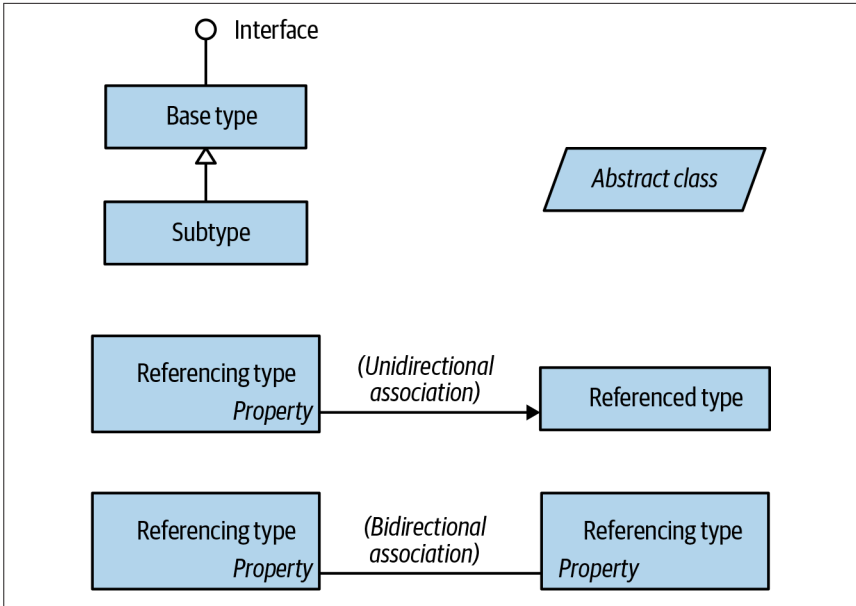 Interface
Base type
Abstract class
Subtype
Referencing type
Property
(Unidirectional
association)
Referenced type
Referencing type
Property
(Bidirectional
association)
Referencing type
Property